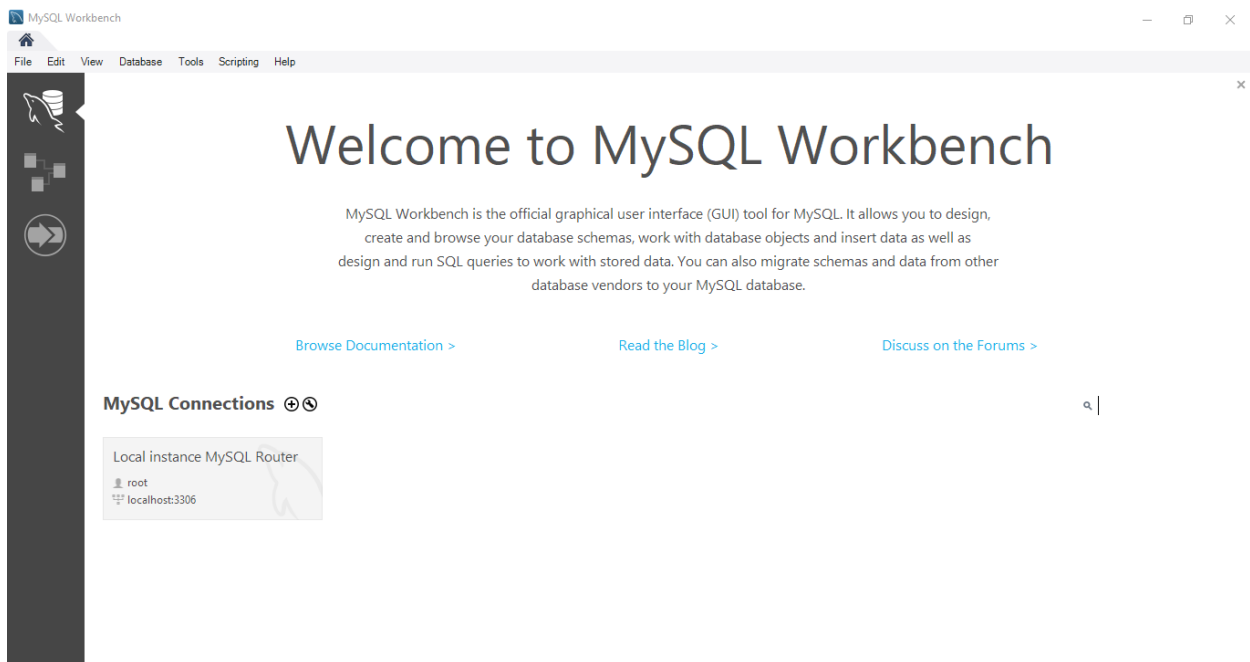 MySQL Workbench
File Edit View Database Tools Scripting Help
Welcome to MySQL Workbench
MySQL Workbench is the official graphical user interface (GUI) tool for MySQL. It allows you to design,
create and browse your database schemas, work with database objects and insert data as well as
design and run SQL queries to work with stored data. You can also migrate schemas and data from other
database vendors to your MySQL database.
Browse Documentation > Read the Blog > Discuss on the Forums >
MySQL Connections
Local instance MySQL Router
root
localhost:3306